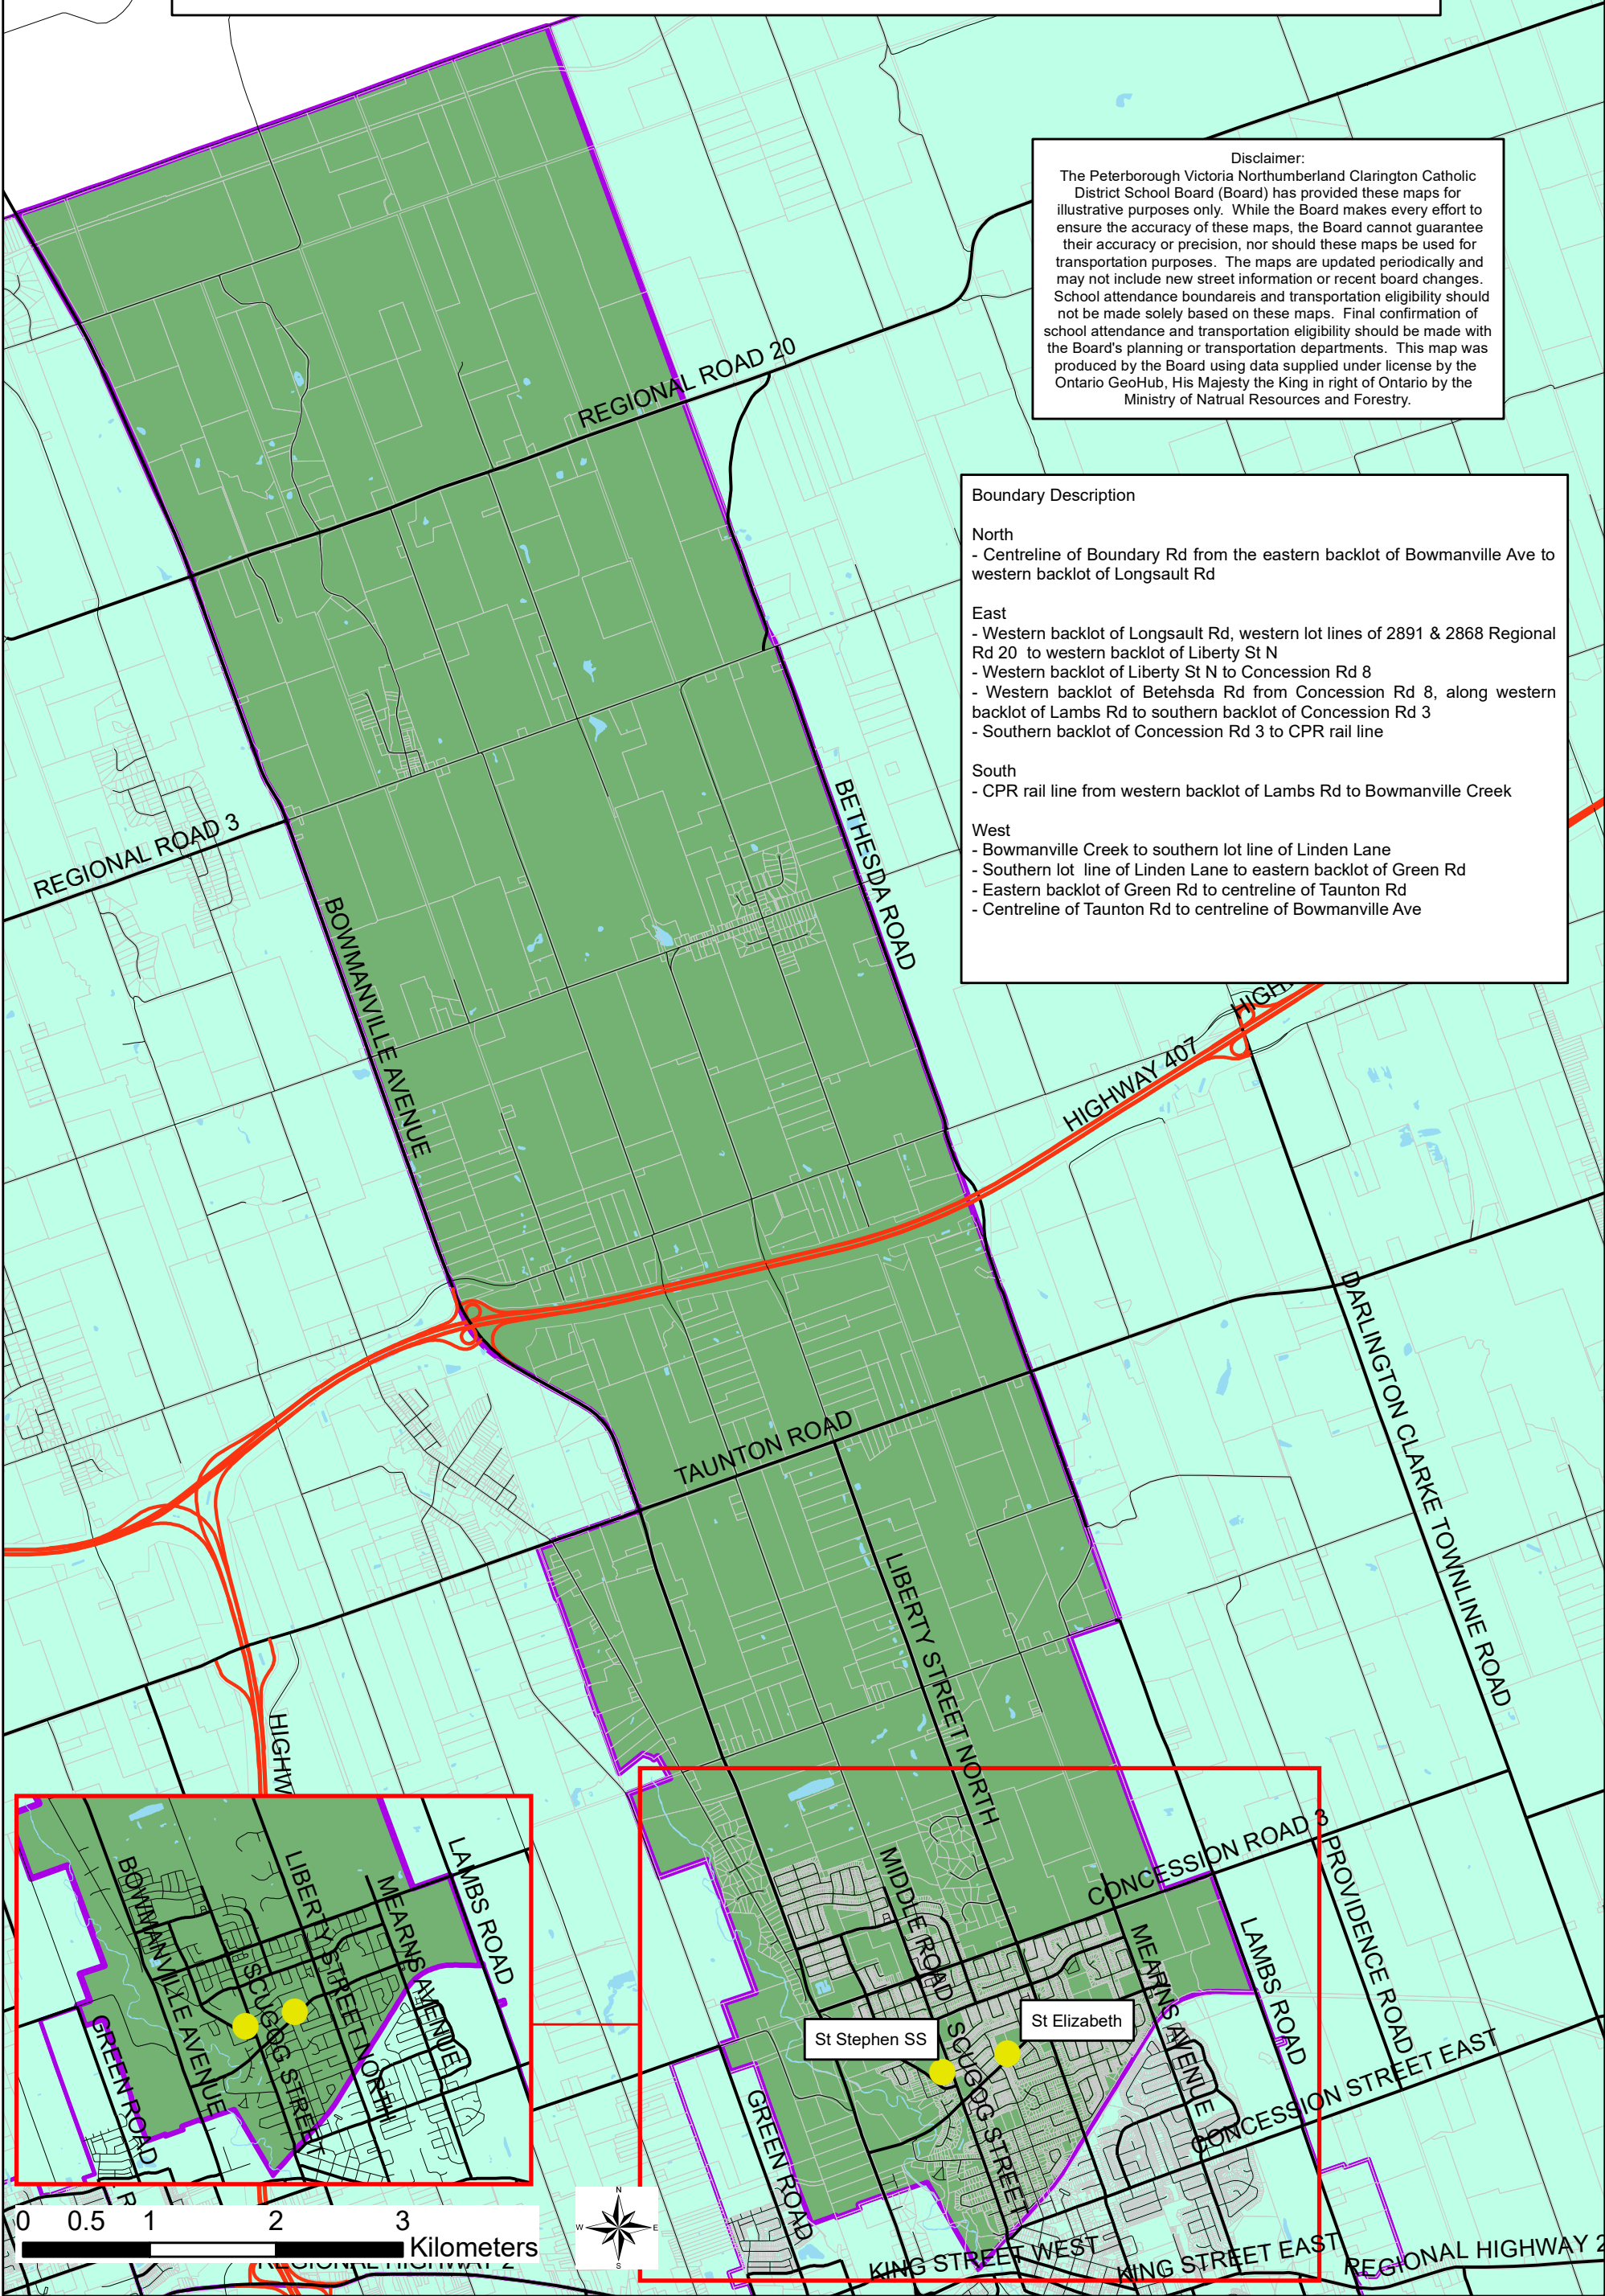 Disclaimer:
The Peterborough Victoria Northumberland Clarington Catholic
District School Board (Board) has provided these maps for
illustrative purposes only.  While the Board makes every effort to
ensure the accuracy of these maps, the Board cannot guarantee
their accuracy or precision, nor should these maps be used for
transportation purposes.  The maps are updated periodically and
may not include new street information or recent board changes.
School attendance boundareis and transportation eligibility should
not be made solely based on these maps.  Final confirmation of
school attendance and transportation eligibility should be made with
the Board's planning or transportation departments.  This map was
produced by the Board using data supplied under license by the
Ontario GeoHub, His Majesty the King in right of Ontario by the
Ministry of Natrual Resources and Forestry.
REGIONAL ROAD 20
Boundary Description
North
- Centreline of Boundary Rd from the eastern backlot of Bowmanville Ave to
western backlot of Longsault Rd
East
- Western backlot of Longsault Rd, western lot lines of 2891 & 2868 Regional
Rd 20  to western backlot of Liberty St N
- Western backlot of Liberty St N to Concession Rd 8
- Western backlot of Betehsda Rd from Concession Rd 8, along western
backlot of Lambs Rd to southern backlot of Concession Rd 3
- Southern backlot of Concession Rd 3 to CPR rail line
South
- CPR rail line from western backlot of Lambs Rd to Bowmanville Creek
West
- Bowmanville Creek to southern lot line of Linden Lane
- Southern lot  line of Linden Lane to eastern backlot of Green Rd
- Eastern backlot of Green Rd to centreline of Taunton Rd
- Centreline of Taunton Rd to centreline of Bowmanville Ave
REGIONAL ROAD 3
BETHESDA ROAD
BOWMANVILLE AVENUE
HIGH
HIGHWAY 407
DARLINGTON CLARKE TOWNLINE ROAD
TAUNTON ROAD
LIBERTY STREET NORTH
HIGHW
CONCESSION ROAD 3
MIDDLE ROAD
PROVIDENCE ROAD
MEARNS AVENUE
LAMBS ROAD
St Stephen SS
St Elizabeth
SCUGOG STREET
GREEN ROAD
CONCESSION STREET EAST
KING STREET WEST
KING STREET EAST
REGIONAL HIGHWAY 2
BOWMANVILLE AVENUE
LIBERTY STREET NORTH
MEARNS AVENUE
LAMBS ROAD
SCUGOG STREET
GREEN ROAD
R
0 0.5 1 2 3
Kilometers
REGIONAL HIGHWAY 2
N
W E
S